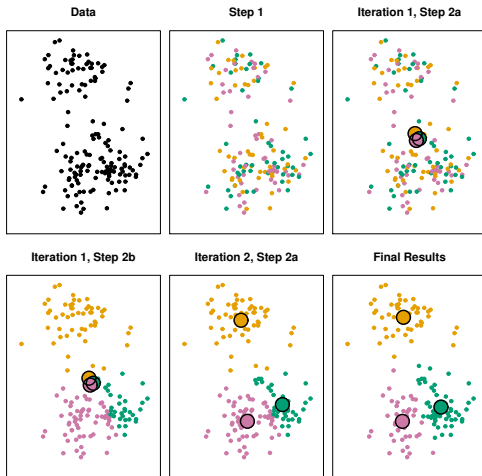 Data
Step 1
Iteration 1, Step 2a
Iteration 1, Step 2b
Iteration 2, Step 2a
Final Results